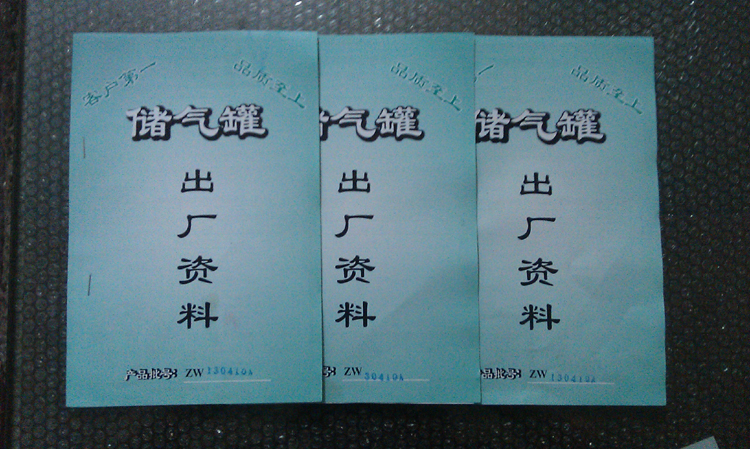 客户第一 品质至上
储气罐
出厂资料
产品批号: ZW 130410A
品质至上
气罐
出厂资料
ZW 30410A
品质至上
储气罐
出厂资料
品批号: ZW